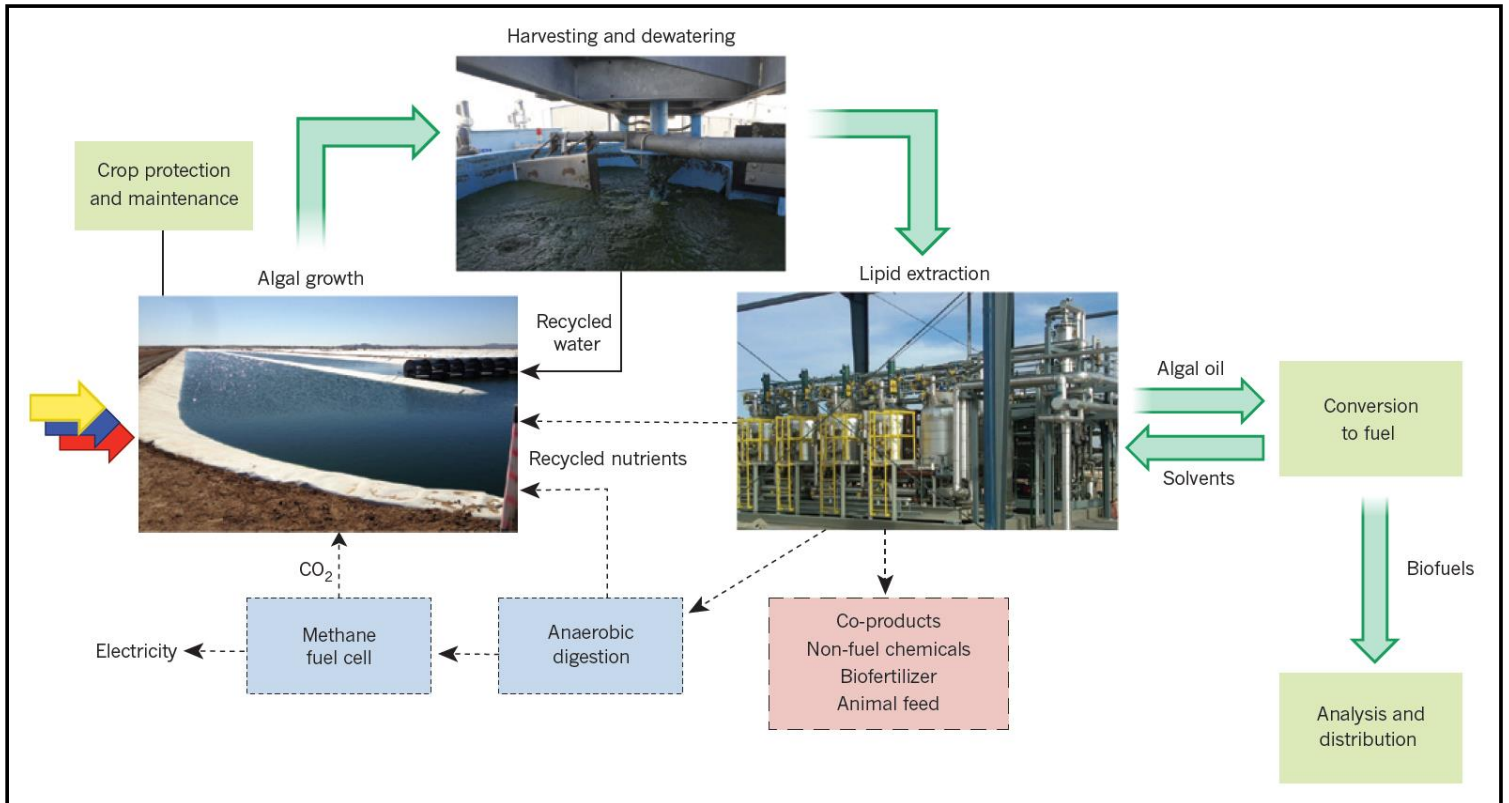 Harvesting and dewatering
Crop protection
and maintenance
Algal growth
Lipid extraction
Recycled
water
Algal oil
Conversion
to fuel
Recycled nutrients
Solvents
CO₂
Biofuels
Electricity
Methane
fuel cell
Anaerobic
digestion
Co-products
Non-fuel chemicals
Biofertilizer
Animal feed
Analysis and
distribution